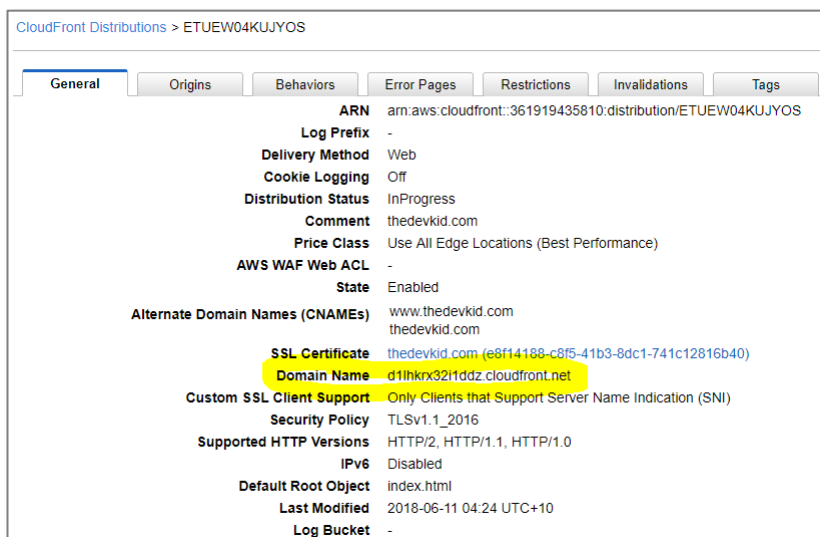 CloudFront Distributions > ETUEW04KUJYOS
General Origins Behaviors Error Pages Restrictions Invalidations Tags
ARN arn:aws:cloudfront::361919435810:distribution/ETUEW04KUJYOS
Log Prefix -
Delivery Method Web
Cookie Logging Off
Distribution Status InProgress
Comment thedevkid.com
Price Class Use All Edge Locations (Best Performance)
AWS WAF Web ACL -
State Enabled
Alternate Domain Names (CNAMEs) www.thedevkid.com
thedevkid.com
SSL Certificate thedevkid.com (e8f14188-c8f5-41b3-8dc1-741c12816b40)
Domain Name d1lhkrx32i1ddz.cloudfront.net
Custom SSL Client Support Only Clients that Support Server Name Indication (SNI)
Security Policy TLSv1.1_2016
Supported HTTP Versions HTTP/2, HTTP/1.1, HTTP/1.0
IPv6 Disabled
Default Root Object index.html
Last Modified 2018-06-11 04:24 UTC+10
Log Bucket -